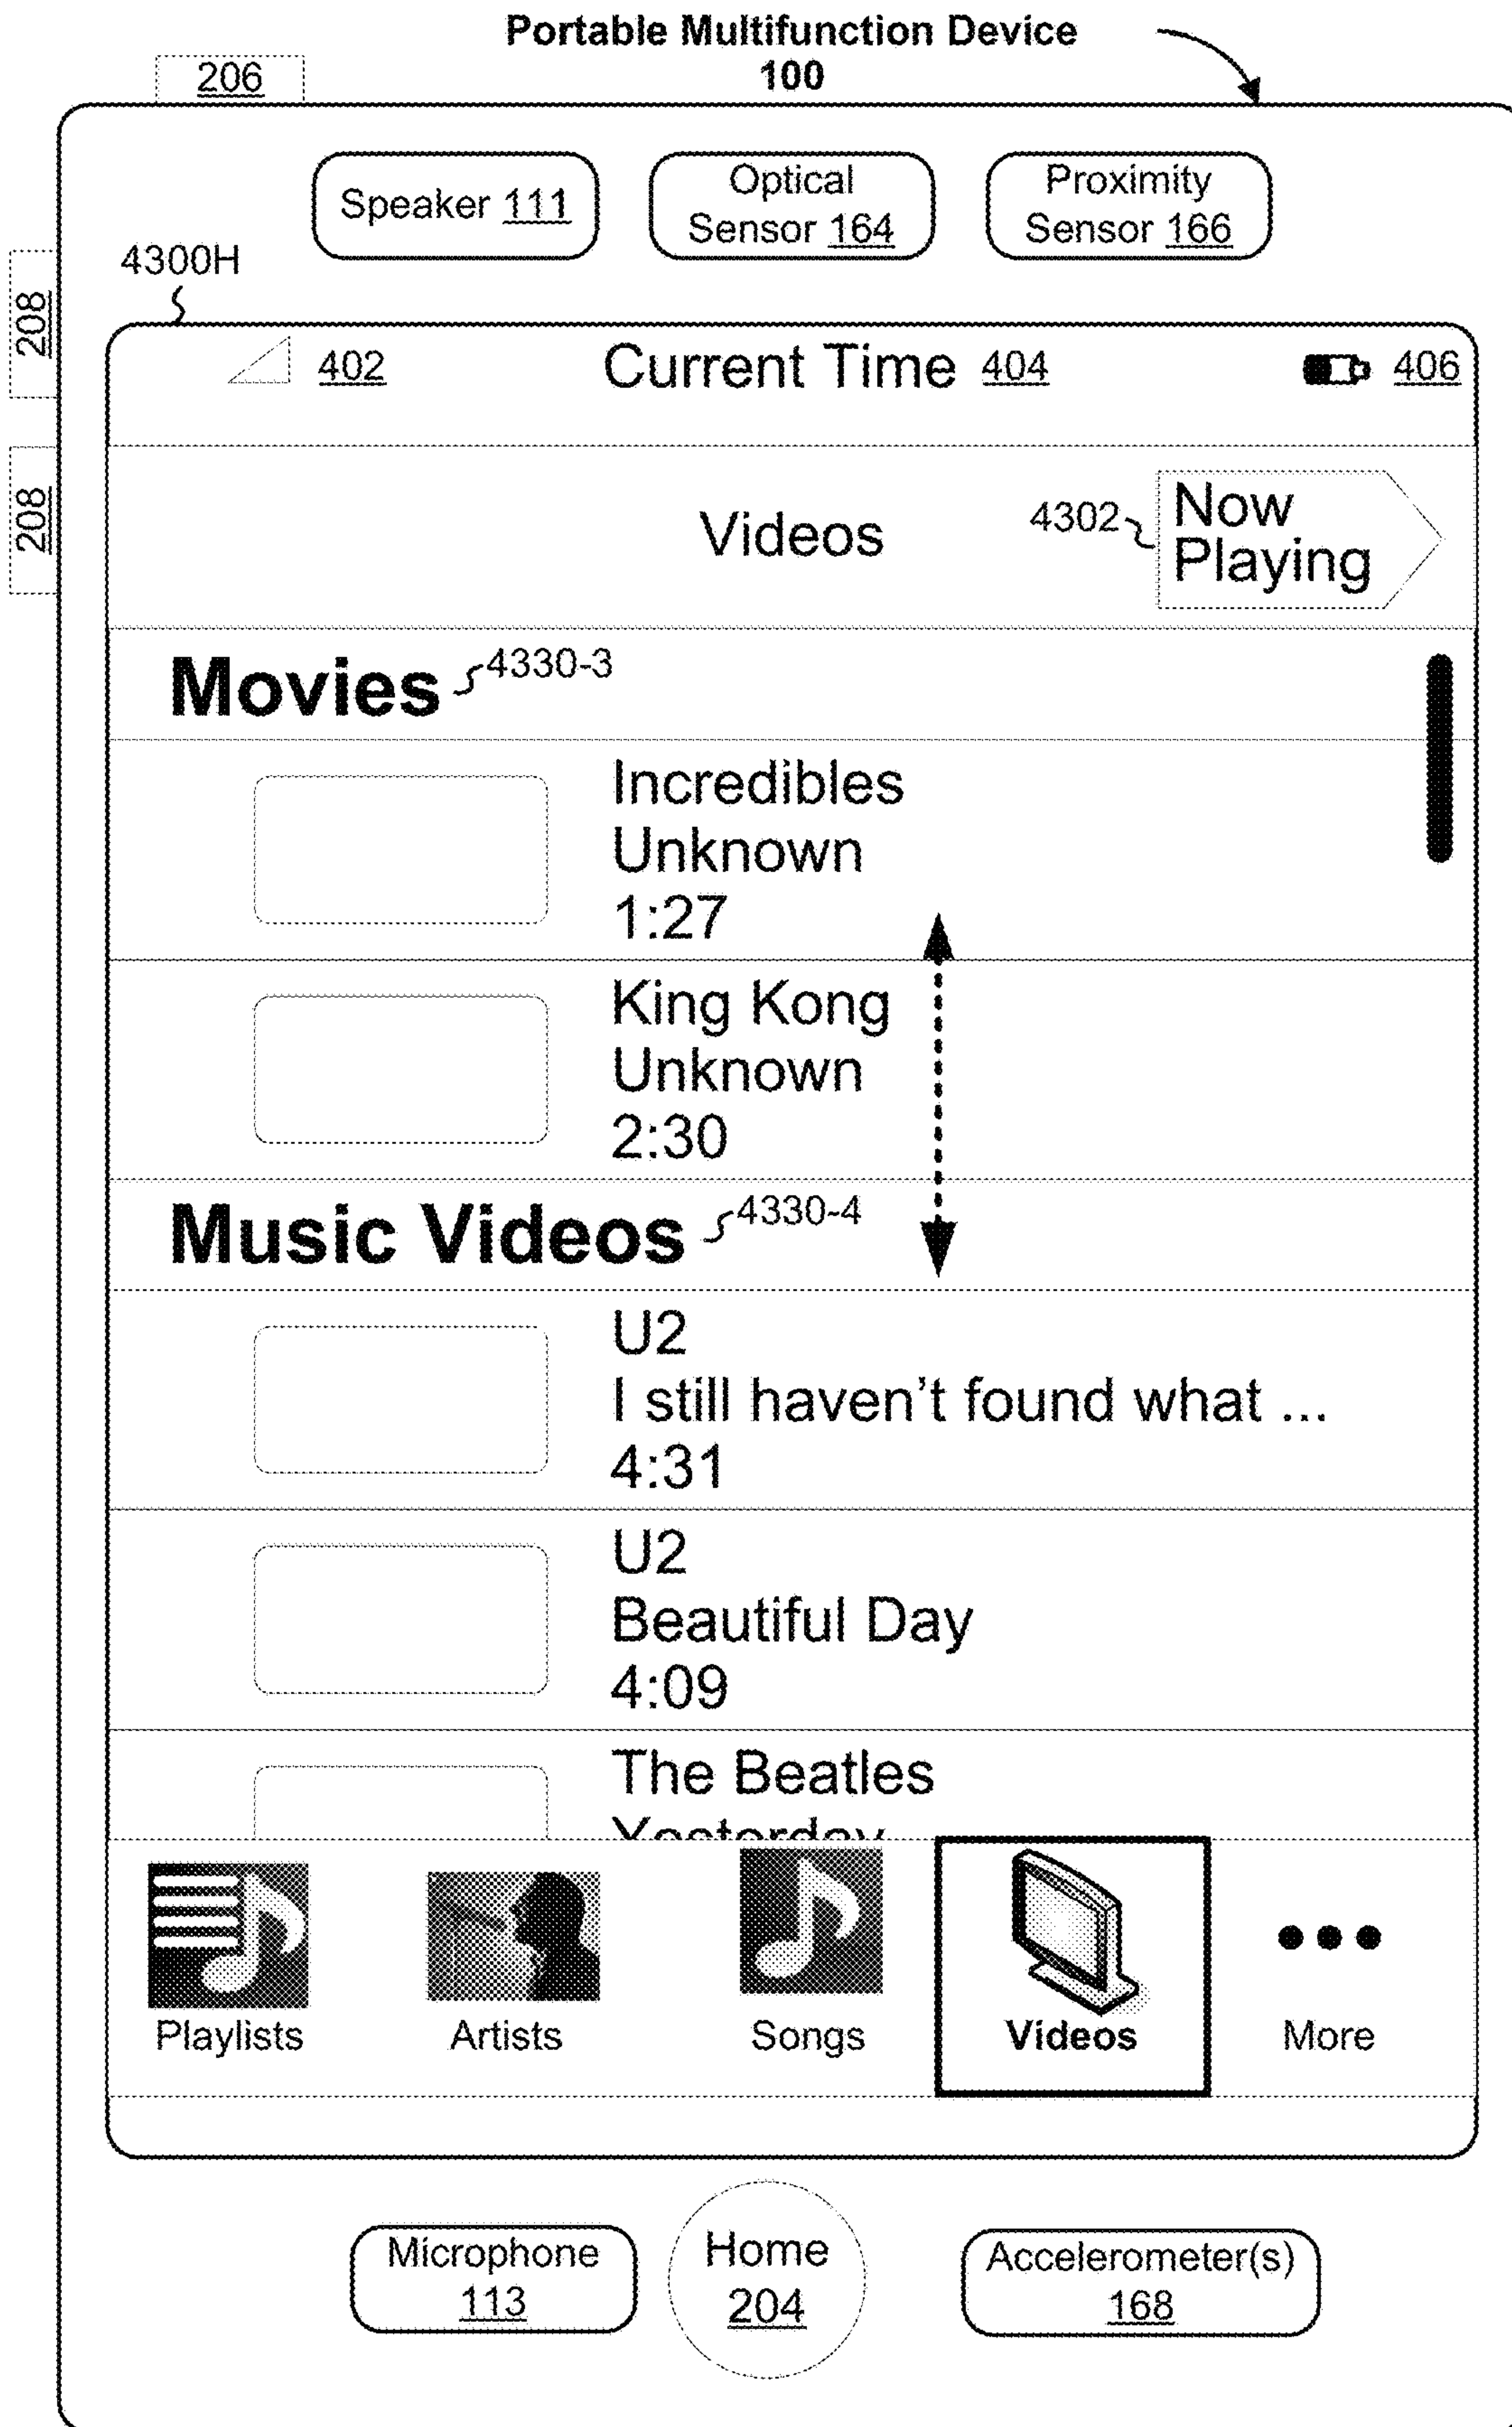 Portable Multifunction Device
100
206
Speaker 111
Optical
Sensor 164
Proximity
Sensor 166
4300H
208
208
402
Current Time 404
406
Videos
4302
Now
Playing
Movies
4330-3
Incredibles
Unknown
1:27
King Kong
Unknown
2:30
Music Videos
4330-4
U2
I still haven't found what ...
4:31
U2
Beautiful Day
4:09
The Beatles
Yesterday
Playlists
Artists
Songs
Videos
More
Microphone
113
Home
204
Accelerometer(s)
168